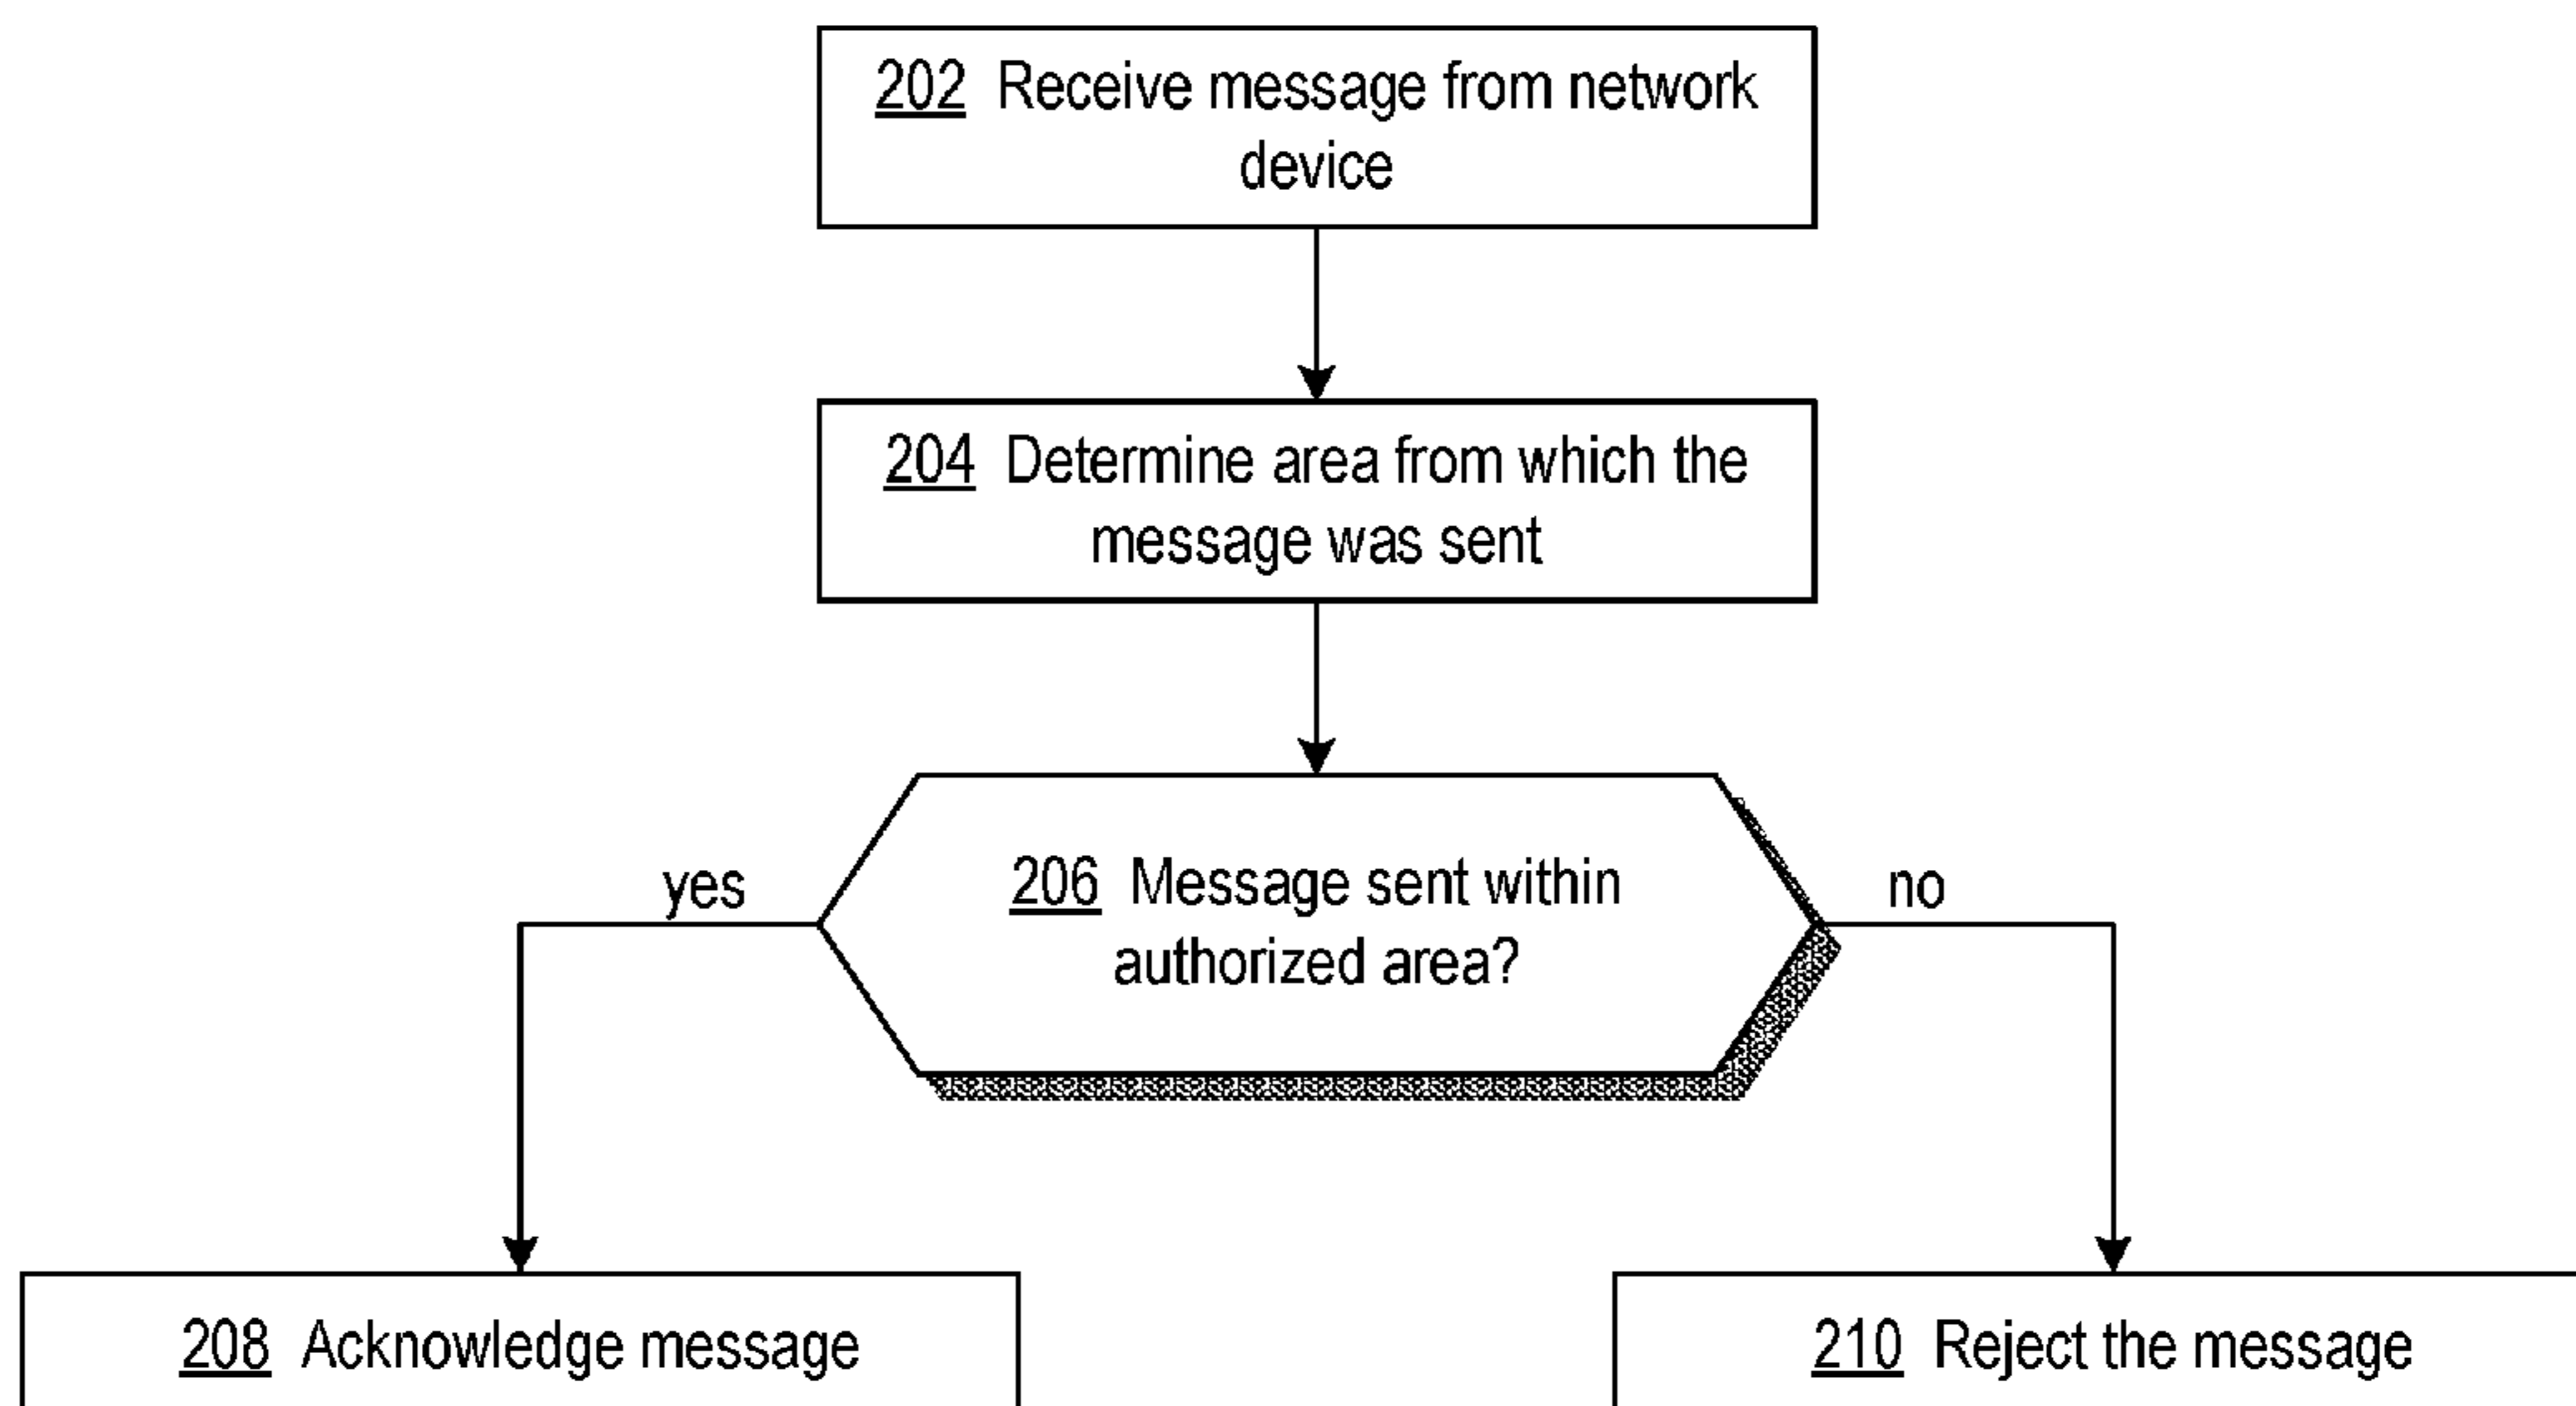 202 Receive message from network
device
204 Determine area from which the
message was sent
206 Message sent within
authorized area?
yes
no
208 Acknowledge message
210 Reject the message